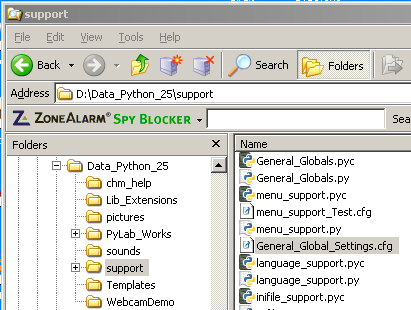 support
File Edit View Tools Help
Back Search Folders
Address D:\Data_Python_25\support
ZONEALARM® SPY BLOCKER
Folders
Data_Python_25
chm_help
Lib_Extensions
pictures
PyLab_Works
sounds
support
Templates
WebcamDemo
Name
General_Globals.pyc
General_Globals.py
menu_support.pyc
menu_support_Test.cfg
menu_support.py
General_Global_Settings.cfg
language_support.pyc
language_support.py
inifile_support.pyc